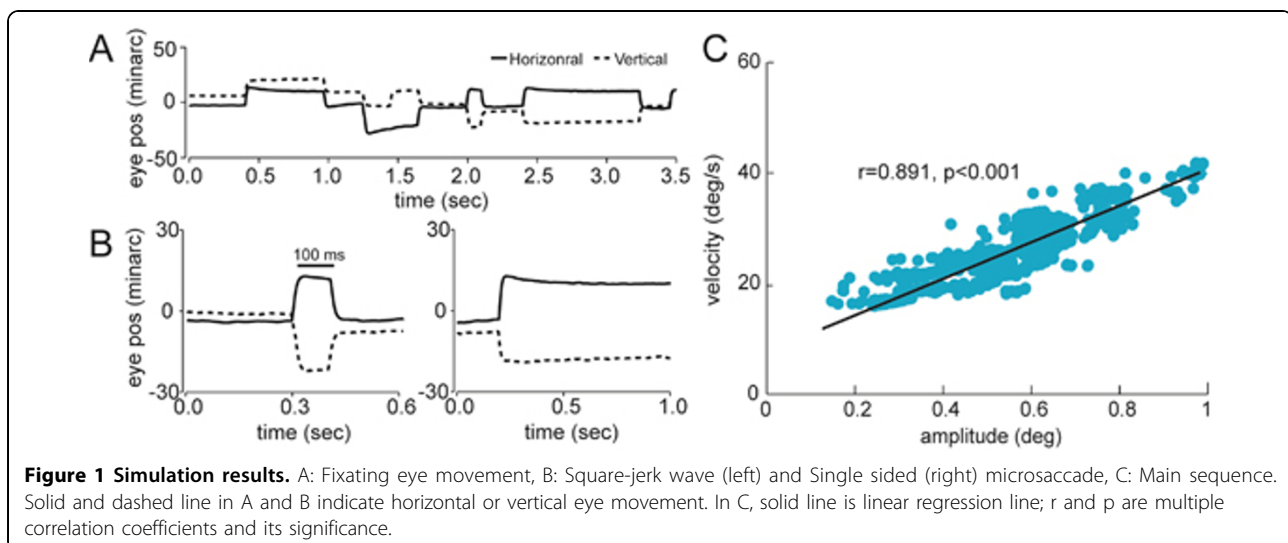 A
50
0
-50
eye pos (minarc)
Horizonral Vertical
0.0 0.5 1.0 1.5 2.0 2.5 3.0 3.5
time (sec)
B
30
0
-30
eye pos (minarc)
100 ms
0.0 0.3 0.6
time (sec)
30
0
-30
0.0 0.5 1.0
time (sec)
C
60
40
20
0
velocity (deg/s)
r=0.891, p<0.001
0 0.2 0.4 0.6 0.8 1
amplitude (deg)
Figure 1 Simulation results. A: Fixating eye movement, B: Square-jerk wave (left) and Single sided (right) microsaccade, C: Main sequence.
Solid and dashed line in A and B indicate horizontal or vertical eye movement. In C, solid line is linear regression line; r and p are multiple
correlation coefficients and its significance.